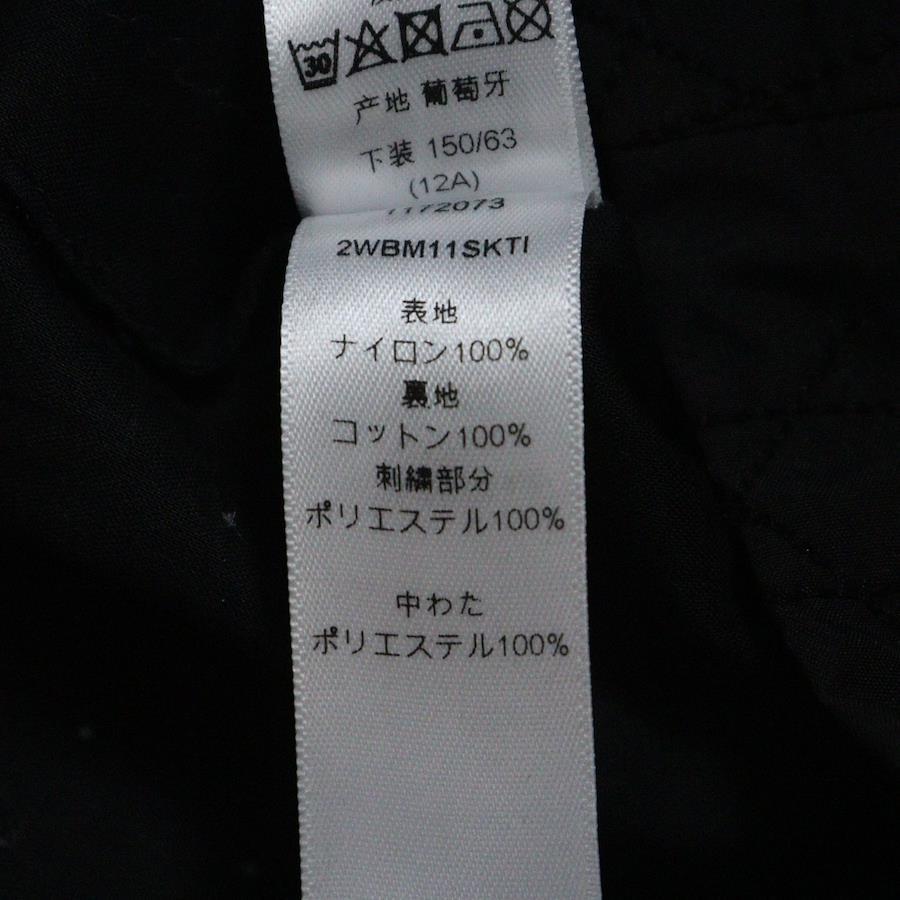 30
产地 葡萄牙
下装 150/63
(12A)
1172073
2WBM11SKTI
表地
ナイロン100%
裏地
コットン100%
刺繍部分
ポリエステル100%
中わた
ポリエステル100%